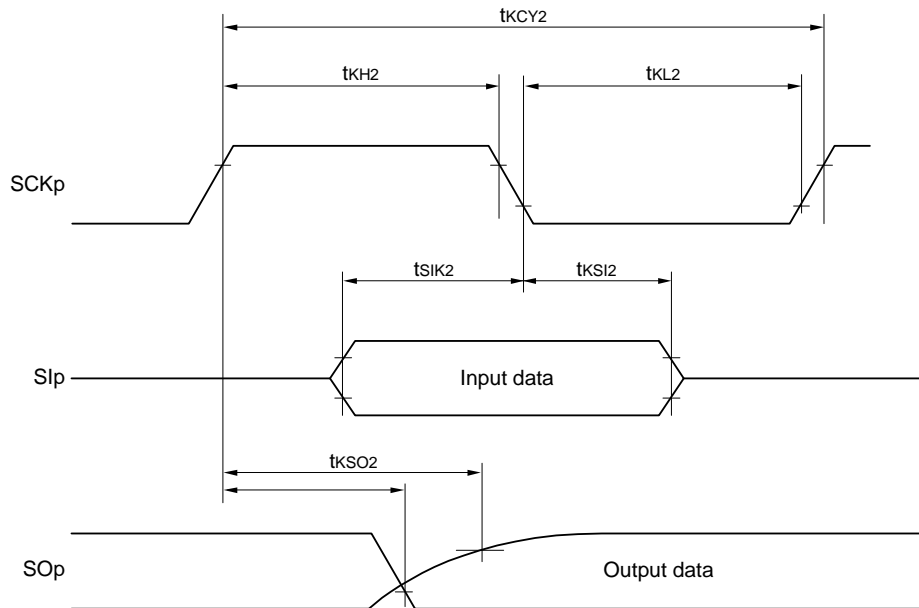 tKCY2
tKH2
tKL2
SCKp
tSIK2
tKSI2
SIp
Input data
tKSO2
SOp
Output data